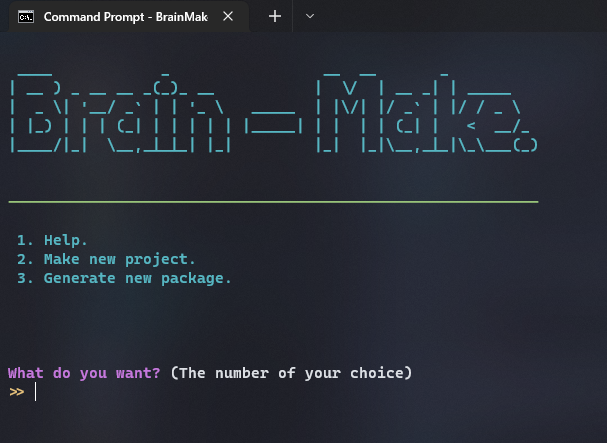 Command Prompt - BrainMak
Brain-Make.
1. Help.
2. Make new project.
3. Generate new package.
What do you want? (The number of your choice)
>>